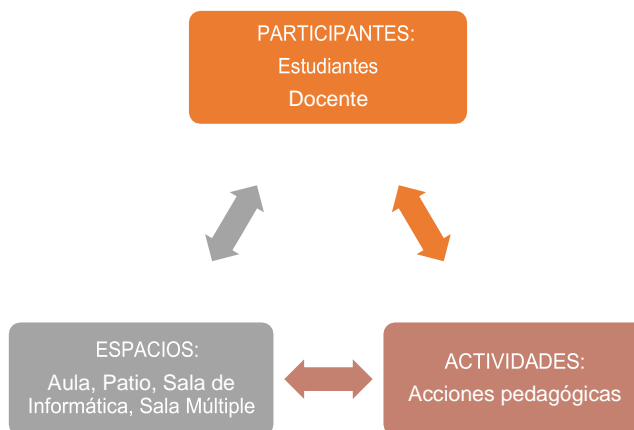 PARTICIPANTES:
Estudiantes
Docente
ESPACIOS:
Aula, Patio, Sala de
Informática, Sala Múltiple
ACTIVIDADES:
Acciones pedagógicas